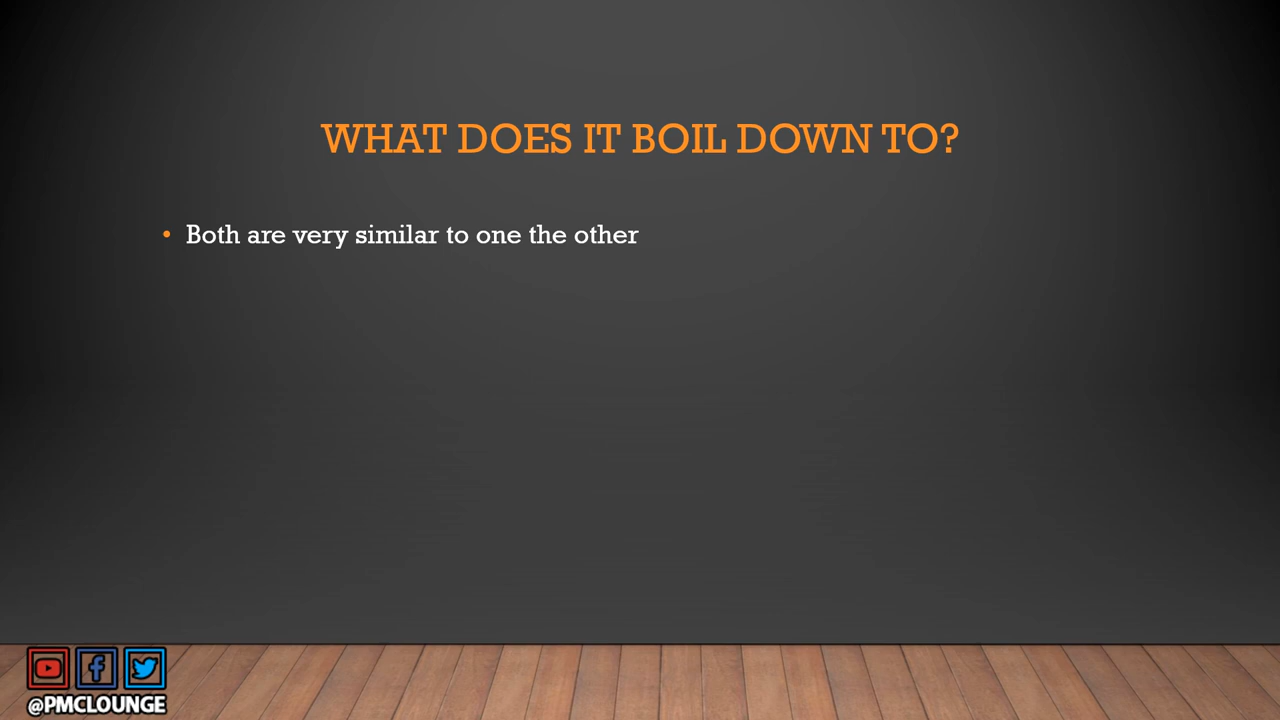 WHAT DOES IT BOIL DOWN TO?
• Both are very similar to one the other
@PMCLOUNGE